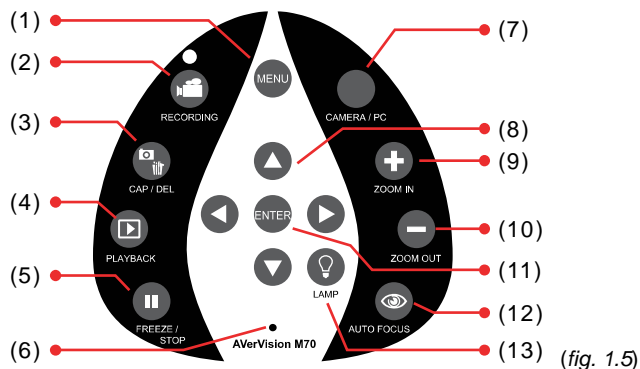 (1)
(2)
(3)
(4)
(5)
(6)
MENU
RECORDING
CAP / DEL
PLAYBACK
FREEZE /
STOP
ENTER
LAMP
AVerVision M70
CAMERA / PC
ZOOM IN
ZOOM OUT
AUTO FOCUS
(7)
(8)
(9)
(10)
(11)
(12)
(13)
(fig. 1.5)